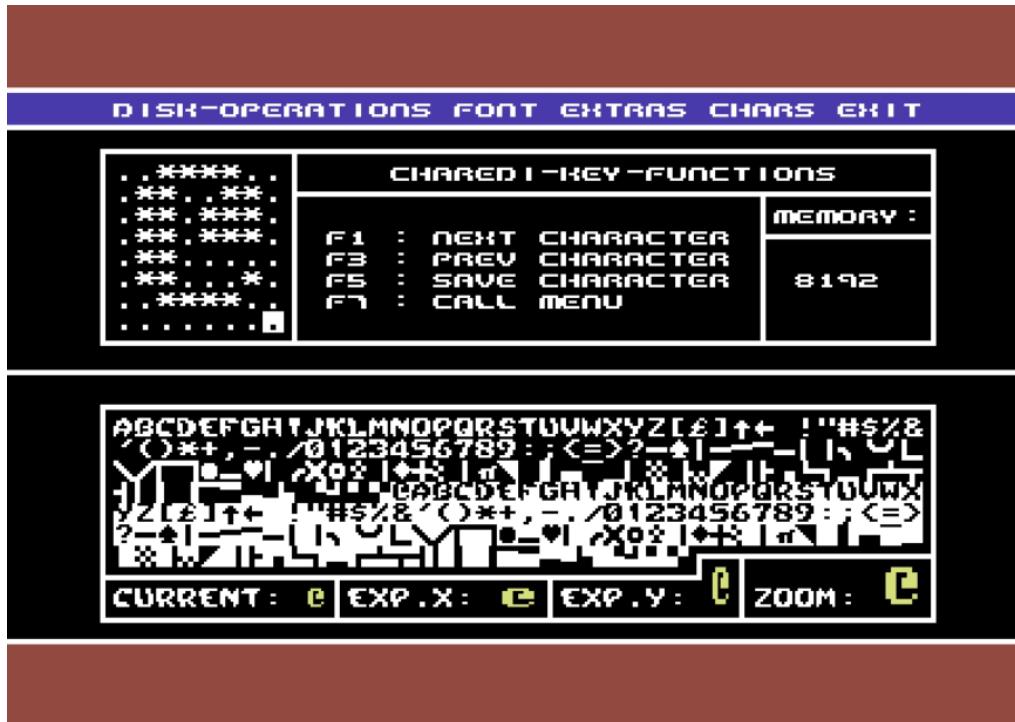 DISK-OPERATIONS FONT EXTRAS CHARS EXIT
..****..
.**..**.
.**.***.
.**.***.
.**.....
.**...*.
..****..
........
CHAREDI-KEY-FUNCTIONS
F1 : NEXT CHARACTER
F3 : PREV CHARACTER
F5 : SAVE CHARACTER
F7 : CALL MENU
MEMORY :
8192
ABCDEFGHIJKLMNOPQRSTUVWXYZ[£]↑← !"#$%&
'()*+,-./0123456789:;<=>?
@ABCDEFGHIJKLMNOPQRSTUVWX
YZ[£]↑← !"#$%&'()*+,-./0123456789:;<=>
?
CURRENT: @ EXP.X: @ EXP.Y: @ ZOOM: @